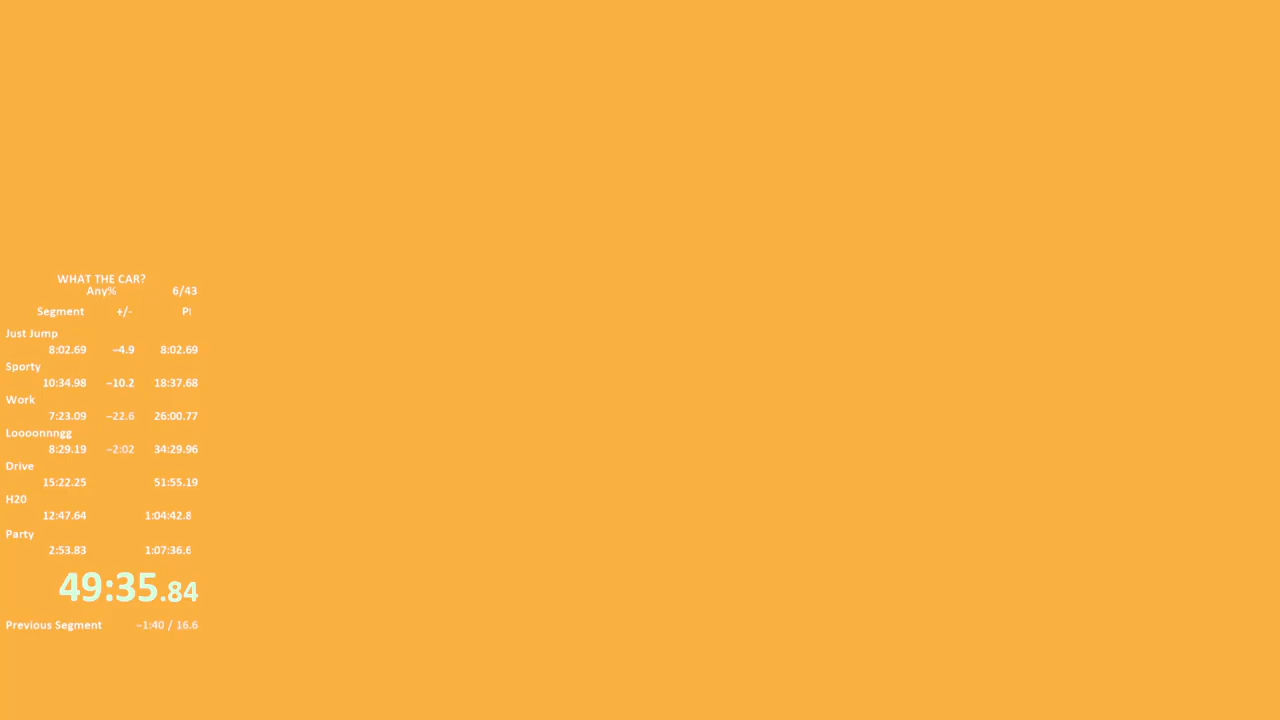 WHAT THE CAR?
Any% 6/43
Segment +/- P
Just Jump
8:02.69 −4.9 8:02.69
Sporty
10:34.98 −10.2 18:37.68
Work
7:23.09 −22.6 26:00.77
Loooonnngg
8:29.19 −2:02 34:29.96
Drive
15:22.25 51:55.19
H20
12:47.64 1:04:42.8
Party
2:53.83 1:07:36.6
49:35.84
Previous Segment −1:40 / 16.6